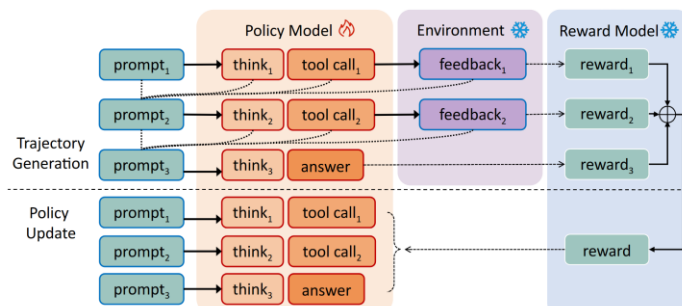 Policy Model Environment Reward Model
prompt₁ think₁ tool call₁ feedback₁ reward₁
prompt₂ think₂ tool call₂ feedback₂ reward₂
Trajectory
Generation
prompt₃ think₃ answer reward₃
Policy
Update
prompt₁ think₁ tool call₁
prompt₂ think₂ tool call₂ reward
prompt₃ think₃ answer